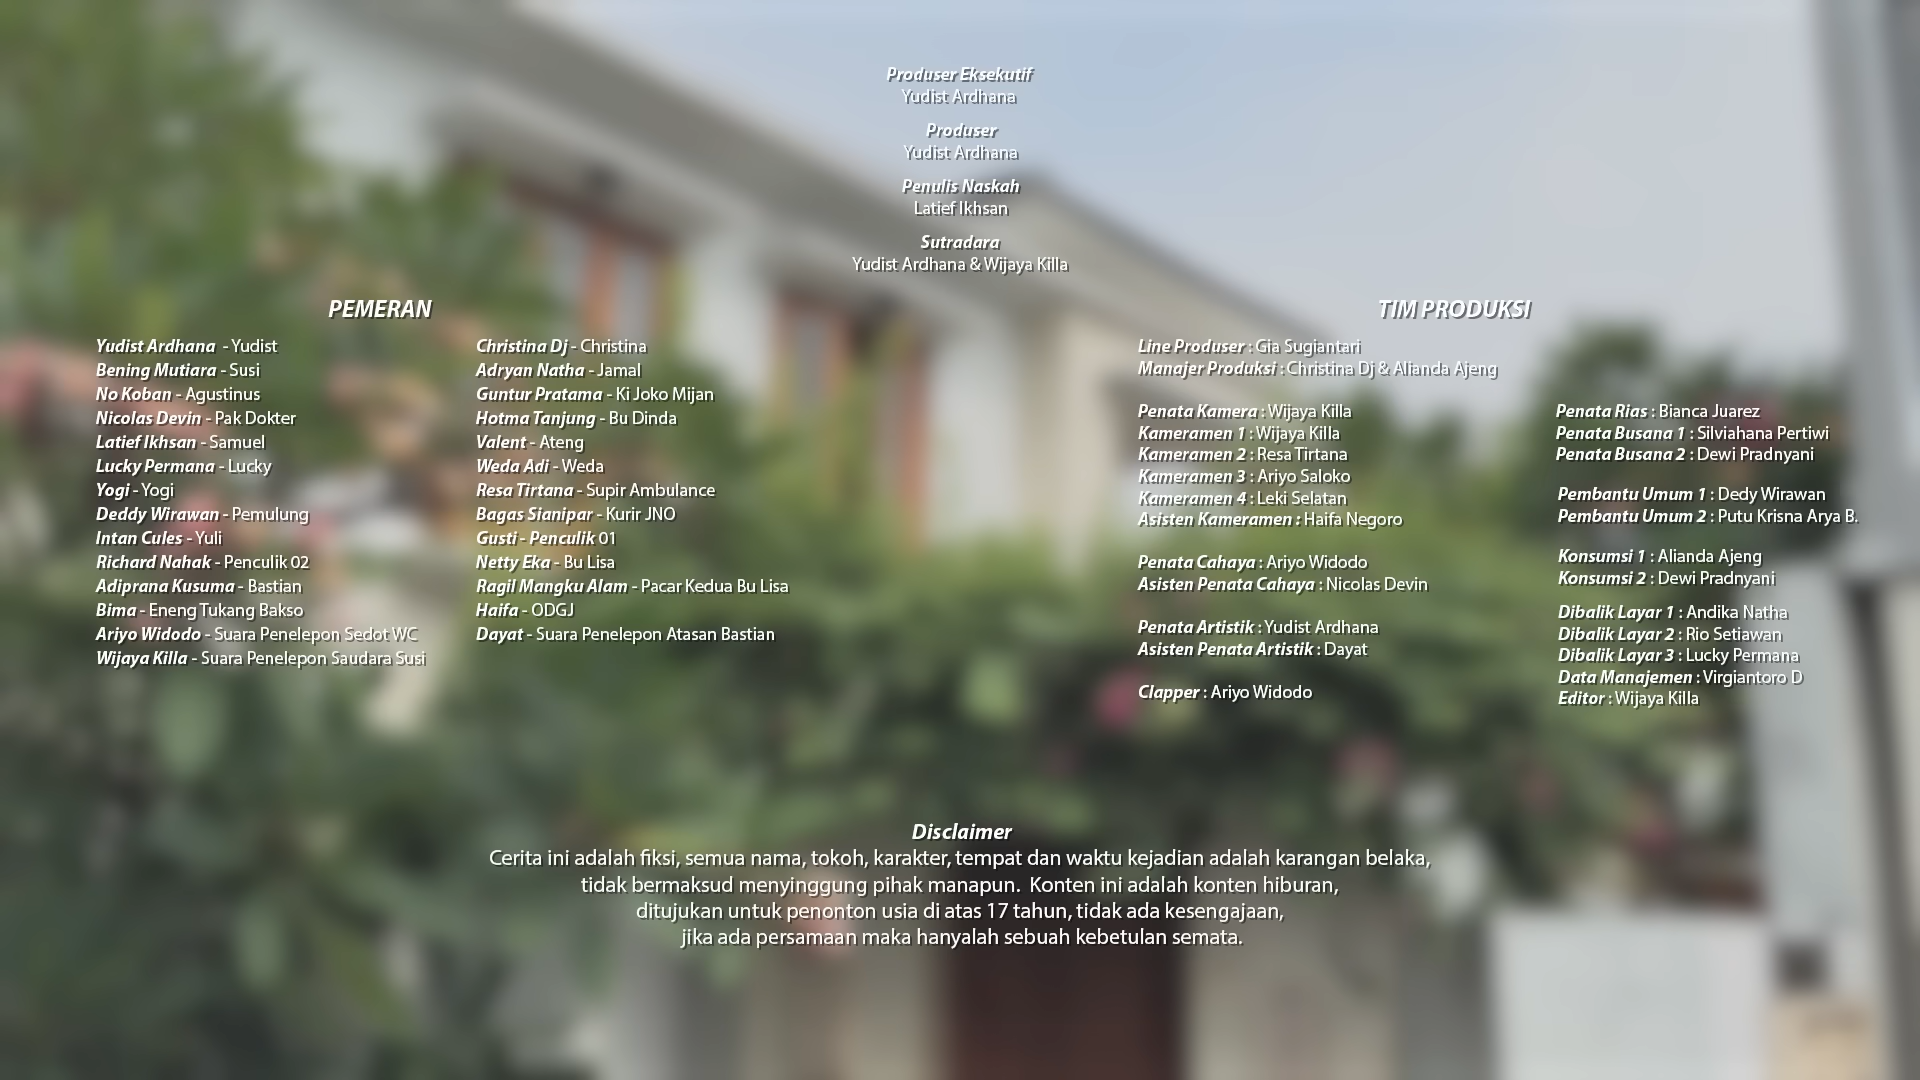 Produser Eksekutif
Yudist Ardhana
Produser
Yudist Ardhana
Penulis Naskah
Latief Ikhsan
Sutradara
Yudist Ardhana & Wijaya Killa
PEMERAN
Yudist Ardhana - Yudist
Bening Mutiara - Susi
No Koban - Agustinus
Nicolas Devin - Pak Dokter
Latief Ikhsan - Samuel
Lucky Permana - Lucky
Yogi - Yogi
Deddy Wirawan - Pemulung
Intan Cules - Yuli
Richard Nahak - Penculik 02
Adiprana Kusuma - Bastian
Bima - Eneng Tukang Bakso
Ariyo Widodo - Suara Penelepon Sedot WC
Wijaya Killa - Suara Penelepon Saudara Susi
Christina Dj - Christina
Adryan Natha - Jamal
Guntur Pratama - Ki Joko Mijan
Hotma Tanjung - Bu Dinda
Valent - Ateng
Weda Adi - Weda
Resa Tirtana - Supir Ambulance
Bagas Sianipar - Kurir JNO
Gusti - Penculik 01
Netty Eka - Bu Lisa
Ragil Mangku Alam - Pacar Kedua Bu Lisa
Haifa - ODGJ
Dayat - Suara Penelepon Atasan Bastian
TIM PRODUKSI
Line Produser : Gia Sugiantari
Manajer Produksi : Christina Dj & Alianda Ajeng
Penata Kamera : Wijaya Killa
Kameramen 1 : Wijaya Killa
Kameramen 2 : Resa Tirtana
Kameramen 3 : Ariyo Saloko
Kameramen 4 : Leki Selatan
Asisten Kameramen : Haifa Negoro
Penata Cahaya : Ariyo Widodo
Asisten Penata Cahaya : Nicolas Devin
Penata Artistik : Yudist Ardhana
Asisten Penata Artistik : Dayat
Clapper : Ariyo Widodo
Penata Rias : Bianca Juarez
Penata Busana 1 : Silviahana Pertiwi
Penata Busana 2 : Dewi Pradnyani
Pembantu Umum 1 : Dedy Wirawan
Pembantu Umum 2 : Putu Krisna Arya B.
Konsumsi 1 : Alianda Ajeng
Konsumsi 2 : Dewi Pradnyani
Dibalik Layar 1 : Andika Natha
Dibalik Layar 2 : Rio Setiawan
Dibalik Layar 3 : Lucky Permana
Data Manajemen : Virgiantoro D
Editor : Wijaya Killa
Disclaimer
Cerita ini adalah fiksi, semua nama, tokoh, karakter, tempat dan waktu kejadian adalah karangan belaka,
tidak bermaksud menyinggung pihak manapun. Konten ini adalah konten hiburan,
ditujukan untuk penonton usia di atas 17 tahun, tidak ada kesengajaan,
jika ada persamaan maka hanyalah sebuah kebetulan semata.